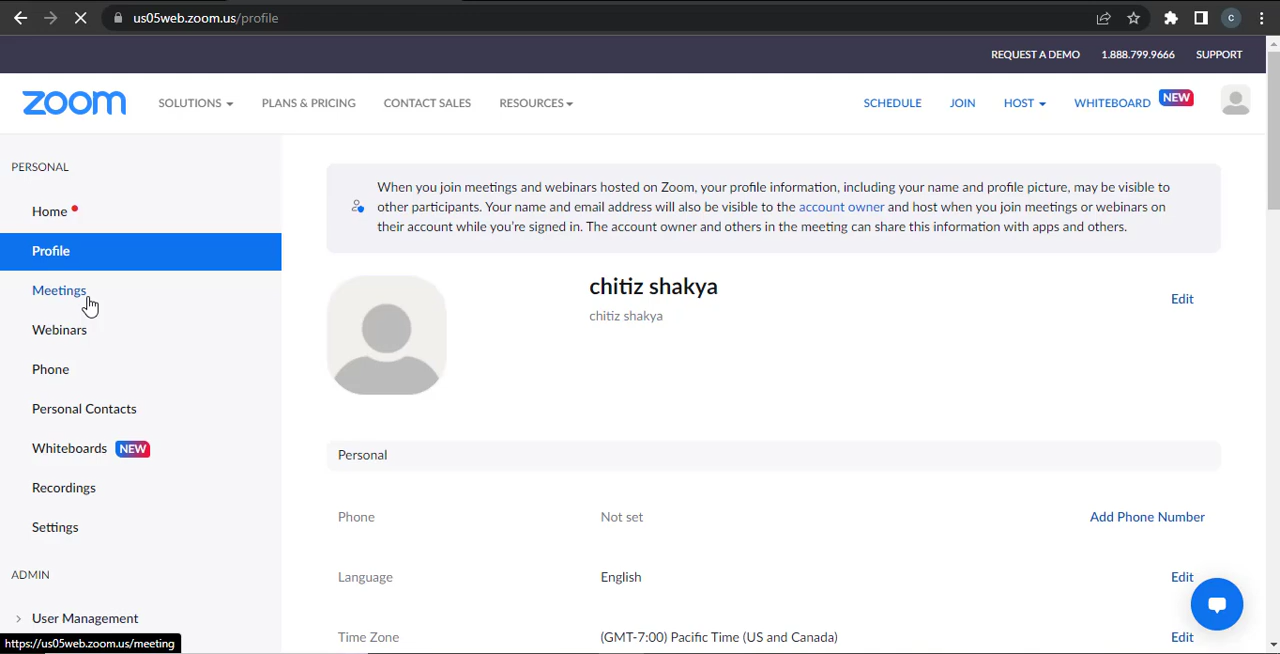 us05web.zoom.us/profile
C
REQUEST A DEMO 1.888.799.9666 SUPPORT
zoom SOLUTIONS PLANS & PRICING CONTACT SALES RESOURCES SCHEDULE JOIN HOST WHITEBOARD NEW
PERSONAL
Home
Profile
Meetings
Webinars
Phone
Personal Contacts
Whiteboards NEW
Recordings
Settings
ADMIN
User Management
https://us05web.zoom.us/meeting
When you join meetings and webinars hosted on Zoom, your profile information, including your name and profile picture, may be visible to
other participants. Your name and email address will also be visible to the account owner and host when you join meetings or webinars on
their account while you’re signed in. The account owner and others in the meeting can share this information with apps and others.
chitiz shakya
Edit
chitiz shakya
Personal
Phone Not set Add Phone Number
Language English Edit
Time Zone (GMT-7:00) Pacific Time (US and Canada) Edit